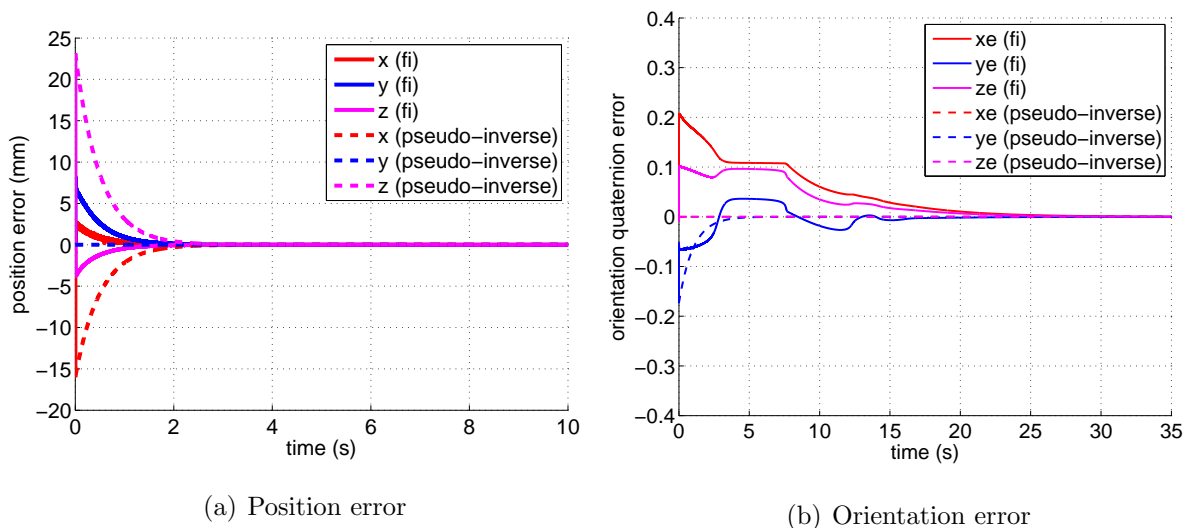 25
20
15
10
5
0
−5
−10
−15
−20
0
2
4
6
8
10
position error (mm)
time (s)
x (fi)
y (fi)
z (fi)
x (pseudo−inverse)
y (pseudo−inverse)
z (pseudo−inverse)
(a) Position error
0.4
0.3
0.2
0.1
0
−0.1
−0.2
−0.3
−0.4
0
5
10
15
20
25
30
35
orientation quaternion error
time (s)
xe (fi)
ye (fi)
ze (fi)
xe (pseudo−inverse)
ye (pseudo−inverse)
ze (pseudo−inverse)
(b) Orientation error